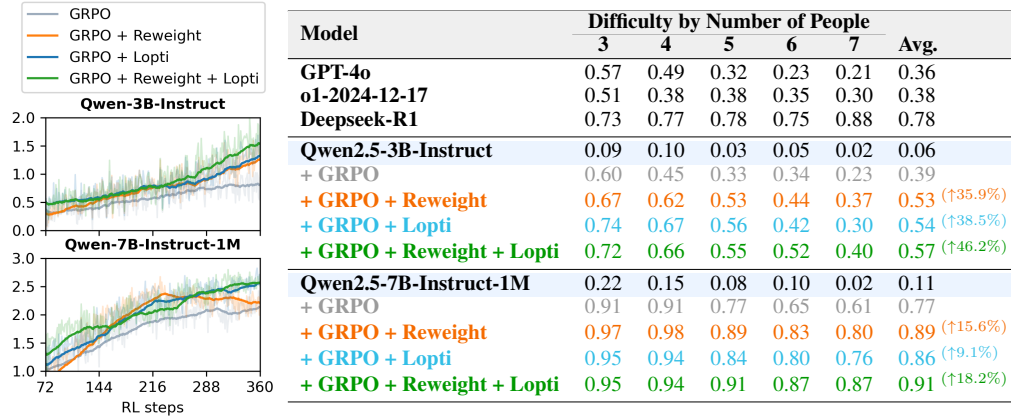 GRPO
GRPO + Reweight
GRPO + Lopti
GRPO + Reweight + Lopti
Qwen-3B-Instruct
2.0
1.5
1.0
0.5
0.0
Qwen-7B-Instruct-1M
3.0
2.5
2.0
1.5
1.0
72 144 216 288 360
RL steps
Model Difficulty by Number of People
3 4 5 6 7 Avg.
GPT-4o 0.57 0.49 0.32 0.23 0.21 0.36
o1-2024-12-17 0.51 0.38 0.38 0.35 0.30 0.38
Deepseek-R1 0.73 0.77 0.78 0.75 0.88 0.78
Qwen2.5-3B-Instruct 0.09 0.10 0.03 0.05 0.02 0.06
+ GRPO 0.60 0.45 0.33 0.34 0.23 0.39
+ GRPO + Reweight 0.67 0.62 0.53 0.44 0.37 0.53 (↑35.9%)
+ GRPO + Lopti 0.74 0.67 0.56 0.42 0.30 0.54 (↑38.5%)
+ GRPO + Reweight + Lopti 0.72 0.66 0.55 0.52 0.40 0.57 (↑46.2%)
Qwen2.5-7B-Instruct-1M 0.22 0.15 0.08 0.10 0.02 0.11
+ GRPO 0.91 0.91 0.77 0.65 0.61 0.77
+ GRPO + Reweight 0.97 0.98 0.89 0.83 0.80 0.89 (↑15.6%)
+ GRPO + Lopti 0.95 0.94 0.84 0.80 0.76 0.86 (↑9.1%)
+ GRPO + Reweight + Lopti 0.95 0.94 0.91 0.87 0.87 0.91 (↑18.2%)